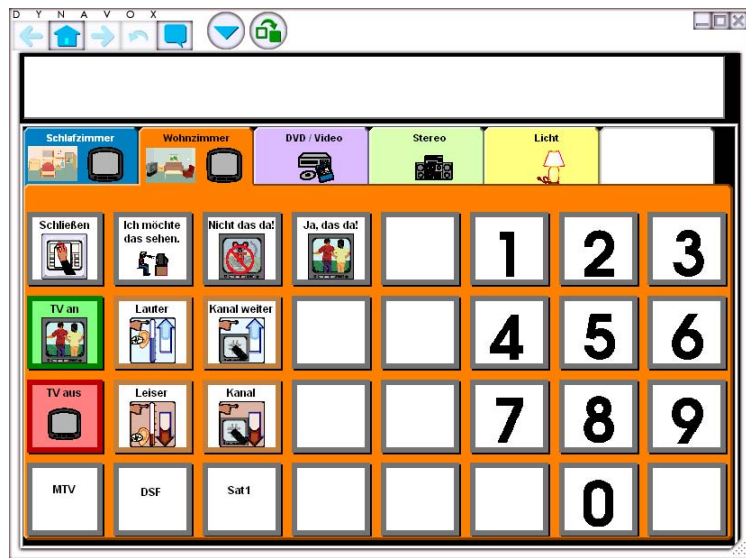 D Y N A V O X
Schlafzimmer
Wohnzimmer
DVD / Video
Stereo
Licht
Schließen
Ich möchte
das sehen.
Nicht das da!
Ja, das da!
1
2
3
TV an
Lauter
Kanal weiter
4
5
6
TV aus
Leiser
Kanal
7
8
9
MTV
DSF
Sat1
0